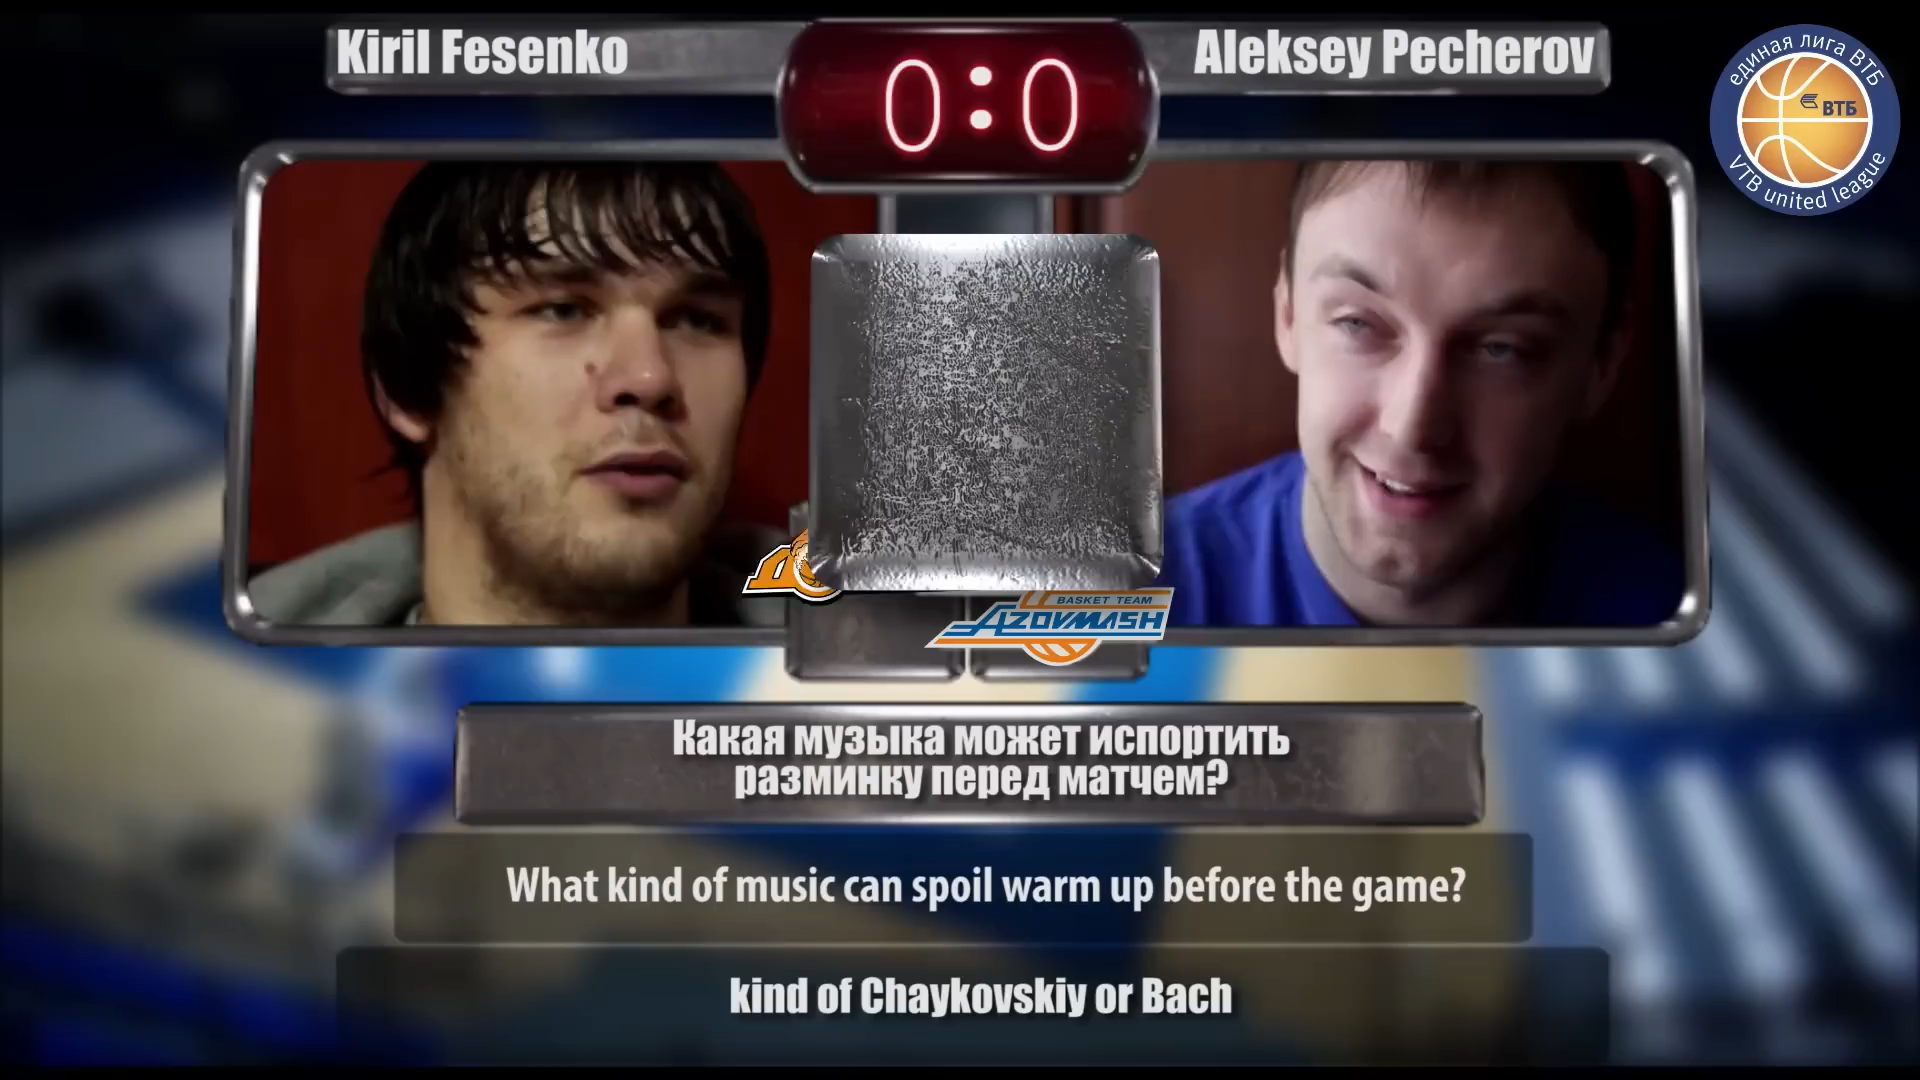 Kiril Fesenko
0:0
Aleksey Pecherov
единая лига ВТБ
ВТБ
VTB united league
BASKET TEAM
AZOVMASH
Какая музыка может испортить
разминку перед матчем?
What kind of music can spoil warm up before the game?
kind of Chaykovskiy or Bach